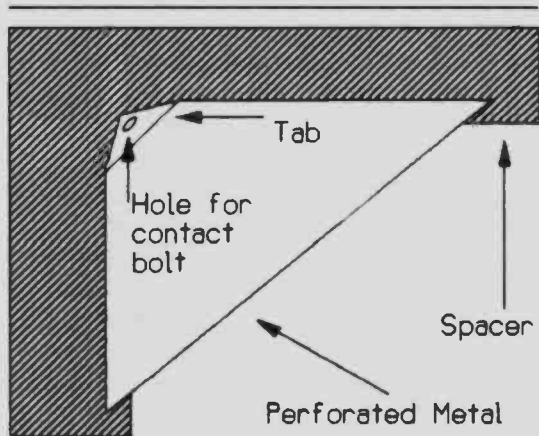 Tab
Hole for
contact
bolt
Spacer
Perforated Metal